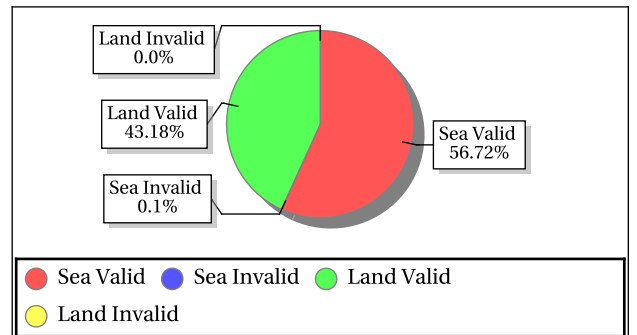 Land Invalid
0.0%
Land Valid
43.18%
Sea Valid
56.72%
Sea Invalid
0.1%
Sea Valid
Sea Invalid
Land Valid
Land Invalid